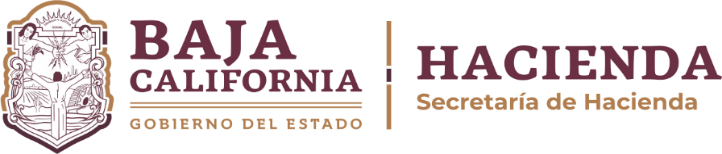 BAJA
CALIFORNIA
GOBIERNO DEL ESTADO
HACIENDA
Secretaría de Hacienda